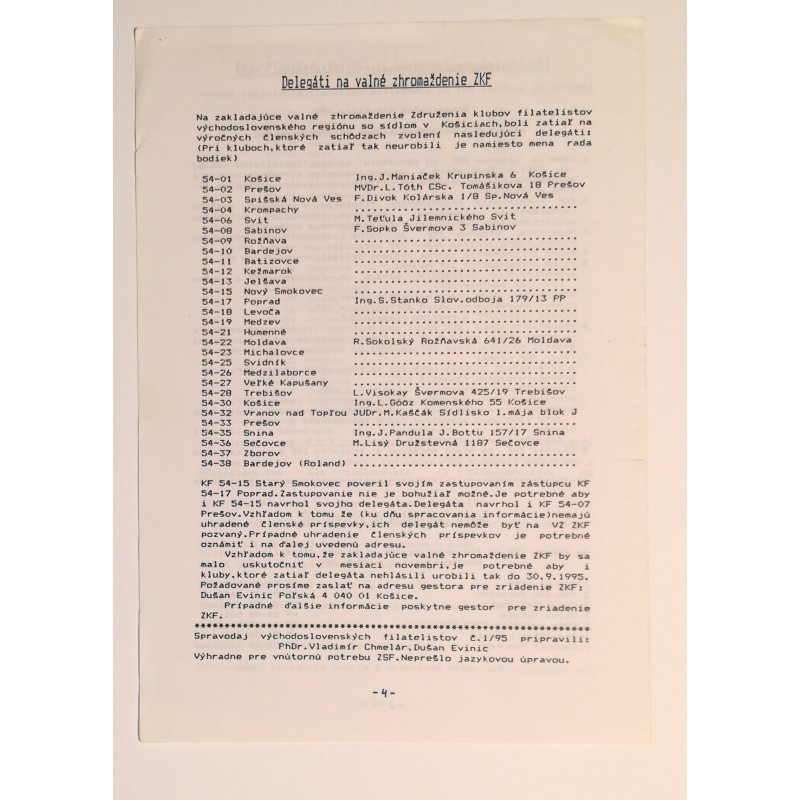 Delegáti na valné zhromaždenie ZKF
Na zakladajúce valné zhromaždenie Združenia klubov filatelistov
východoslovenského regiónu so sídlom v Košiciach,boli zatiaľ na
výročných členských schôdzach zvolení nasledujúci delegáti:
(Pri kluboch,ktoré zatiaľ tak neurobili je namiesto mena rada
bodiek)
54-01 Košice Ing.J.Maniaček Krupinska 6 Košice
54-02 Prešov MVDr.L.Tóth CSc. Tomášikova 18 Prešov
54-03 Spišská Nová Ves F.Divok Kolárska 1/8 Sp.Nová Ves
54-04 Krompachy ...................................
54-06 Svit M.Teťula Jilemnického Svit
54-08 Sabinov F.Sopko Švermova 3 Sabinov
54-09 Rožňava ...................................
54-10 Bardejov ...................................
54-11 Batizovce ...................................
54-12 Kežmarok ...................................
54-13 Jelšava ...................................
54-15 Nový Smokovec ...................................
54-17 Poprad Ing.S.Stanko Slov.odboja 179/13 PP
54-18 Levoča ...................................
54-19 Medzev ...................................
54-21 Humenné ...................................
54-22 Moldava R.Sokolský Rožňavská 641/26 Moldava
54-23 Michalovce ...................................
54-25 Svidník ...................................
54-26 Medzilaborce ...................................
54-27 Veľké Kapušany ...................................
54-28 Trebišov L.Visokay Švermova 425/19 Trebišov
54-30 Košice Ing.L.Gööz Komenského 55 Košice
54-32 Vranov nad Topľou JUDr.M.Kaščák Sídlisko 1.mája blok J
54-33 Prešov ...................................
54-35 Snina Ing.J.Pandula J.Bottu 157/17 Snina
54-36 Sečovce M.Lisý Družstevná 1187 Sečovce
54-37 Zborov ...................................
54-38 Bardejov (Roland) ...................................
KF 54-15 Starý Smokovec poveril svojím zastupovaním zástupcu KF
54-17 Poprad.Zastupovanie nie je bohužiaľ možné.Je potrebné aby
i KF 54-15 navrhol svojho delegáta.Delegáta navrhol i KF 54-07
Prešov.Vzhľadom k tomu že (ku dňu spracovania informácie)nemajú
uhradené členské príspevky,ich delegát nemôže byť na VZ ZKF
pozvaný.Prípadné uhradenie členských príspevkov je potrebné
oznámiť i na ďalej uvedenú adresu.
Vzhľadom k tomu,že zakladajúce valné zhromaždenie ZKF by sa
malo uskutočniť v mesiaci novembri,je potrebné aby i
kluby,ktoré zatiaľ delegáta nehlásili urobili tak do 30.9.1995.
Požadované prosíme zaslať na adresu gestora pre zriadenie ZKF:
Dušan Evinic Poľská 4 040 01 Košice.
Prípadné ďalšie informácie poskytne gestor pre zriadenie
ZKF.
***************************************************************
Spravodaj východoslovenských filatelistov č.1/95 pripravili:
PhDr.Vladimír Chmelár,Dušan Evinic
Výhradne pre vnútornú potrebu ZSF.Neprešlo jazykovou úpravou.
-4-